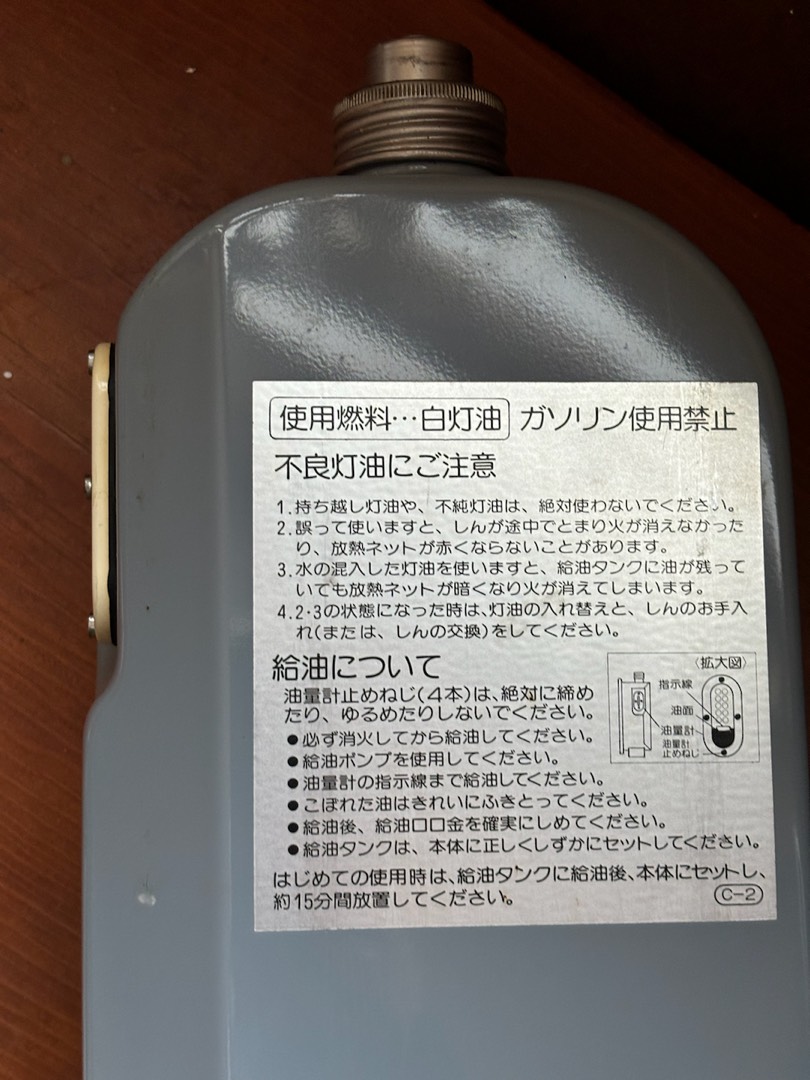 使用燃料…白灯油 ガソリン使用禁止
不良灯油にご注意
1.持ち越し灯油や、不純灯油は、絶対使わないでください。
2.誤って使いますと、しんが途中でとまり火が消えなかった
り、放熱ネットが赤くならないことがあります。
3.水の混入した灯油を使いますと、給油タンクに油が残って
いても放熱ネットが暗くなり火が消えてしまいます。
4.2・3の状態になった時は、灯油の入れ替えと、しんのお手入
れ(または、しんの交換)をしてください。
給油について
油量計止めねじ(4本)は、絶対に締め
たり、ゆるめたりしないでください。
●必ず消火してから給油してください。
●給油ポンプを使用してください。
●油量計の指示線まで給油してください。
●こぼれた油はきれいにふきとってください。
●給油後、給油口口金を確実にしめてください。
●給油タンクは、本体に正しくしずかにセットしてください。
〈拡大図〉
指示線
油面
油量計
油量計
止めねじ
はじめての使用時は、給油タンクに給油後、本体にセットし、
約15分間放置してください。
C-2